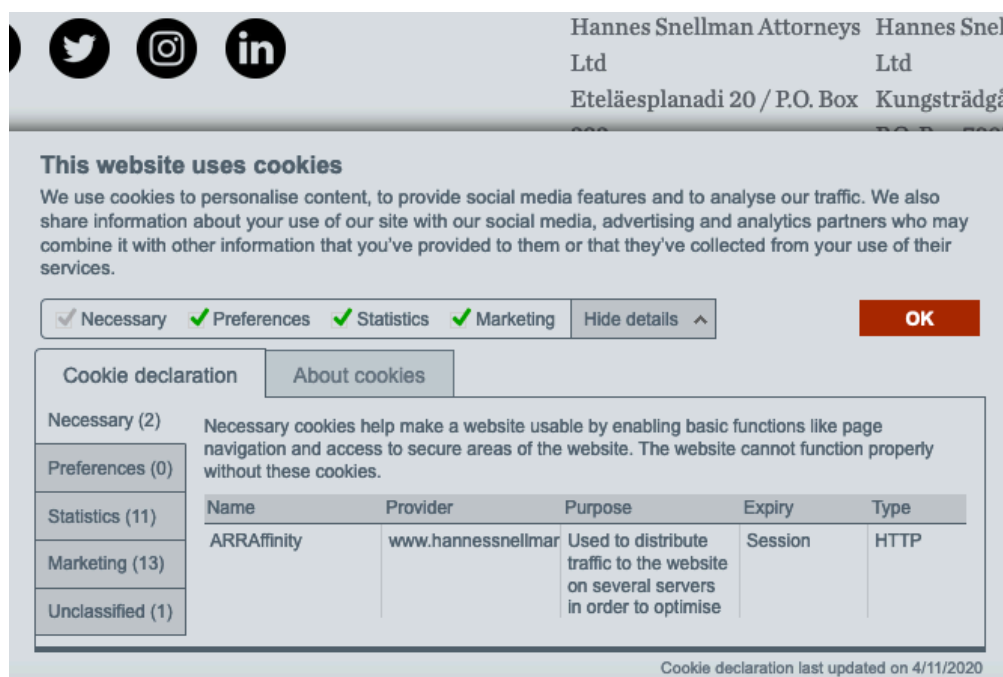 Hannes Snellman Attorneys
Ltd
Eteläesplanadi 20 / P.O. Box
Hannes Snel
Ltd
Kungsträdgå
This website uses cookies
We use cookies to personalise content, to provide social media features and to analyse our traffic. We also
share information about your use of our site with our social media, advertising and analytics partners who may
combine it with other information that you've provided to them or that they've collected from your use of their
services.
Necessary Preferences Statistics Marketing Hide details OK
Cookie declaration About cookies
Necessary (2)
Preferences (0)
Statistics (11)
Marketing (13)
Unclassified (1)
Necessary cookies help make a website usable by enabling basic functions like page
navigation and access to secure areas of the website. The website cannot function properly
without these cookies.
Name Provider Purpose Expiry Type
ARRAffinity www.hannessnellmar Used to distribute Session HTTP
traffic to the website
on several servers
in order to optimise
Cookie declaration last updated on 4/11/2020